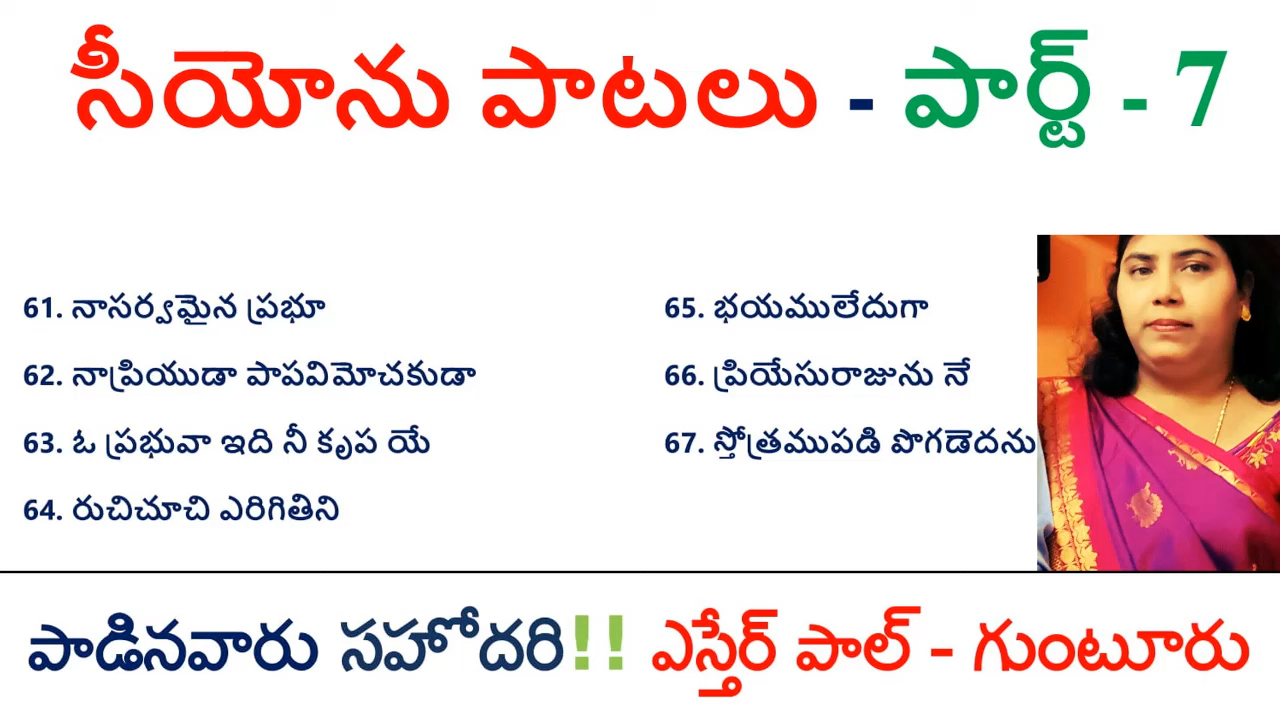 సీయోను పాటలు - పార్ట్ - 7
61. నాసర్వమైన ప్రభూ
62. నాప్రియుడా పాపవిమోచకుడా
63. ఓ ప్రభువా ఇది నీ కృప యే
64. రుచిచూచి ఎరిగితిని
65. భయములేదుగా
66. ప్రియేసురాజును నే
67. స్తోత్రముపడి పొగడెదను
పాడినవారు సహోదరి!! ఎస్తేర్ పాల్ - గుంటూరు